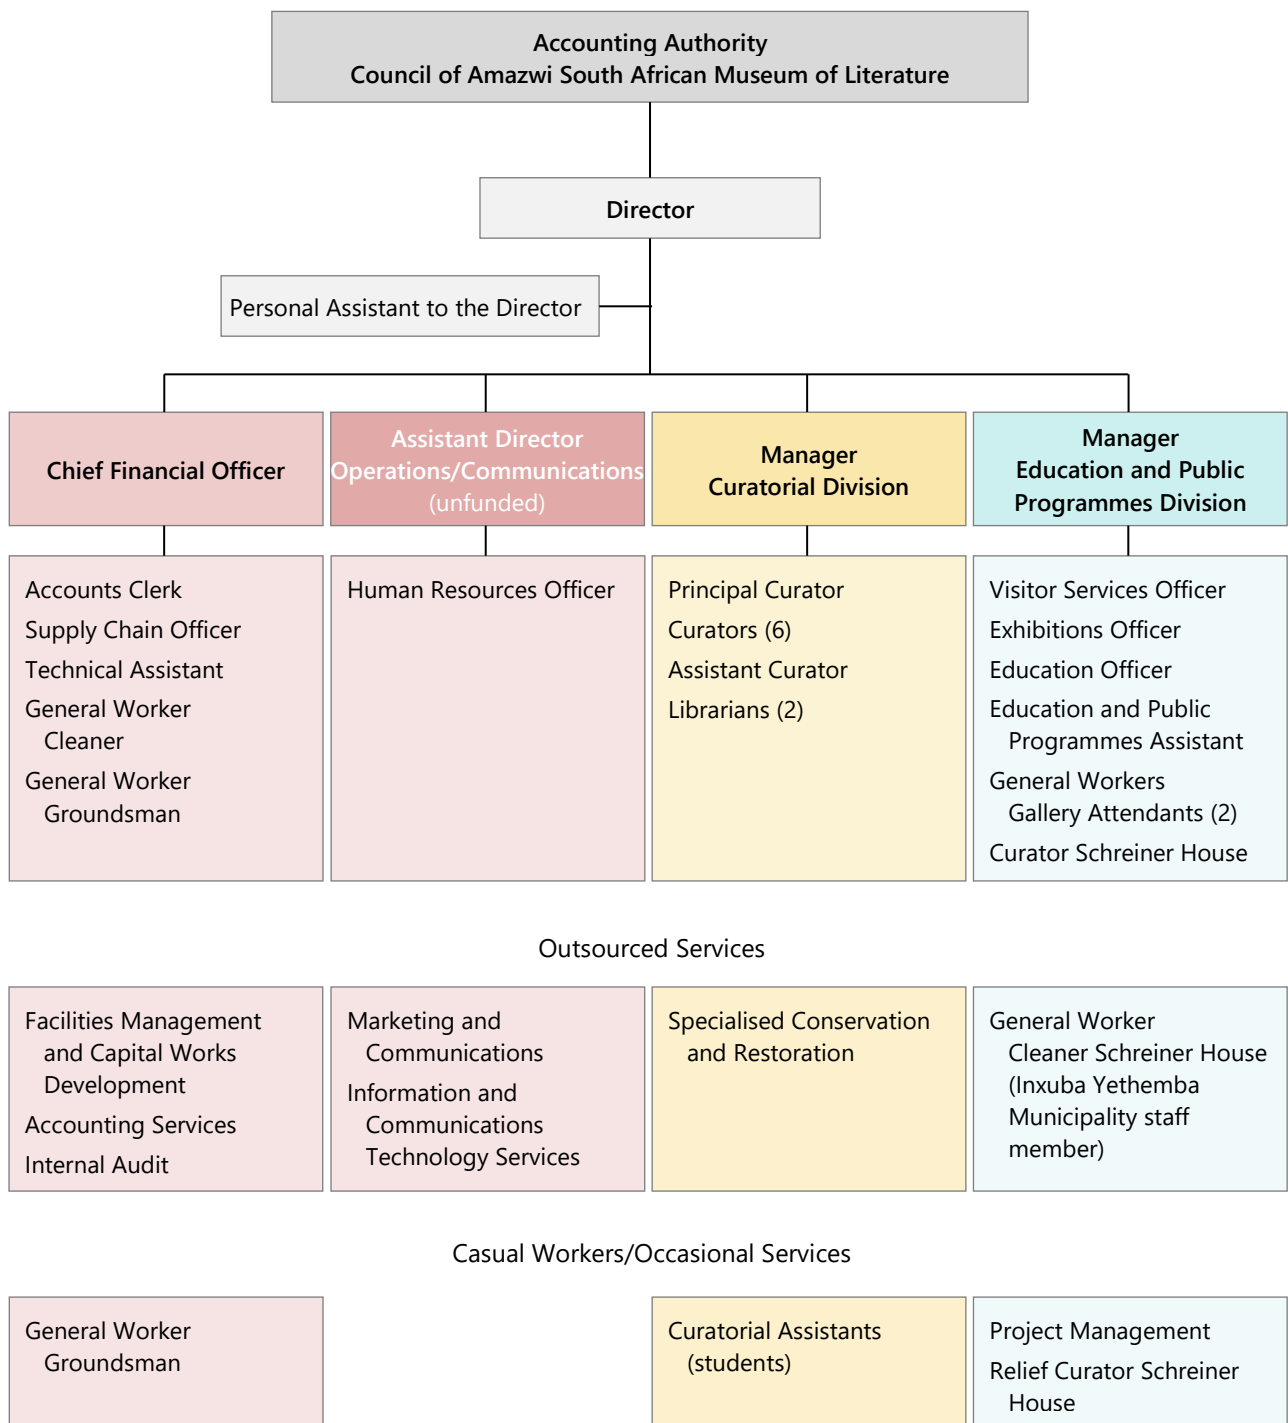 Accounting Authority
Council of Amazwi South African Museum of Literature
Director
Personal Assistant to the Director
Chief Financial Officer
Assistant Director
Operations/Communications
(unfunded)
Manager
Curatorial Division
Manager
Education and Public
Programmes Division
Accounts Clerk
Supply Chain Officer
Technical Assistant
General Worker
Cleaner
General Worker
Groundsman
Human Resources Officer
Principal Curator
Curators (6)
Assistant Curator
Librarians (2)
Visitor Services Officer
Exhibitions Officer
Education Officer
Education and Public
Programmes Assistant
General Workers
Gallery Attendants (2)
Curator Schreiner House
Outsourced Services
Facilities Management
and Capital Works
Development
Accounting Services
Internal Audit
Marketing and
Communications
Information and
Communications
Technology Services
Specialised Conservation
and Restoration
General Worker
Cleaner Schreiner House
(Inxuba Yethemba
Municipality staff
member)
Casual Workers/Occasional Services
General Worker
Groundsman
Curatorial Assistants
(students)
Project Management
Relief Curator Schreiner
House